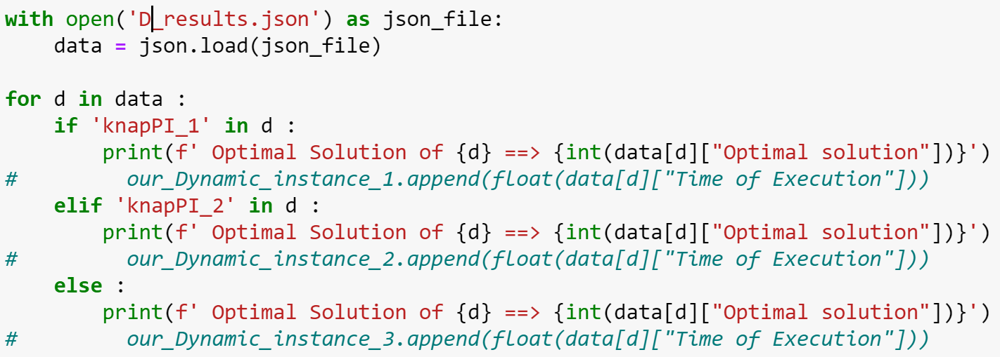 with open('D_results.json') as json_file:
    data = json.load(json_file)

for d in data :
    if 'knapPI_1' in d :
        print(f' Optimal Solution of {d} ==> {int(data[d]["Optimal solution"])}')
#         our_Dynamic_instance_1.append(float(data[d]["Time of Execution"]))
    elif 'knapPI_2' in d :
        print(f' Optimal Solution of {d} ==> {int(data[d]["Optimal solution"])}')
#         our_Dynamic_instance_2.append(float(data[d]["Time of Execution"]))
    else :
        print(f' Optimal Solution of {d} ==> {int(data[d]["Optimal solution"])}')
#         our_Dynamic_instance_3.append(float(data[d]["Time of Execution"]))